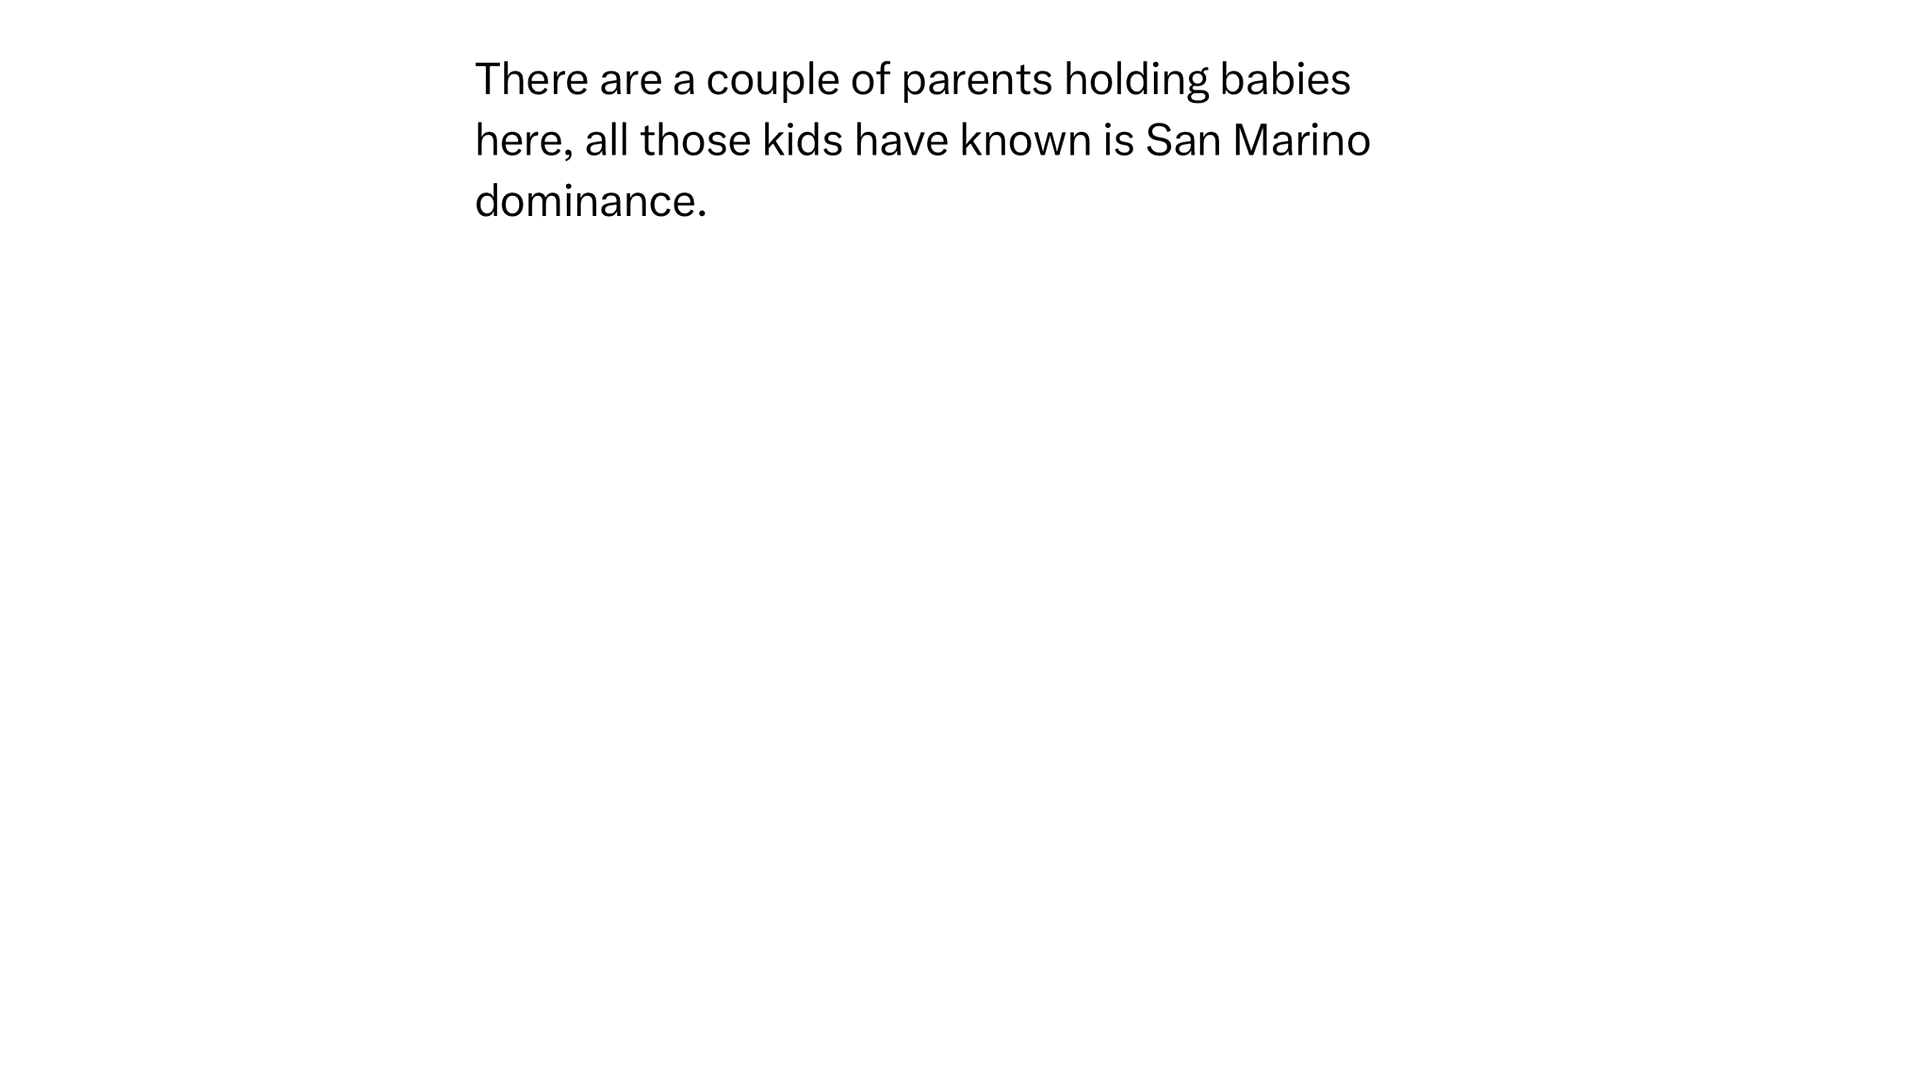 There are a couple of parents holding babies
here, all those kids have known is San Marino
dominance.